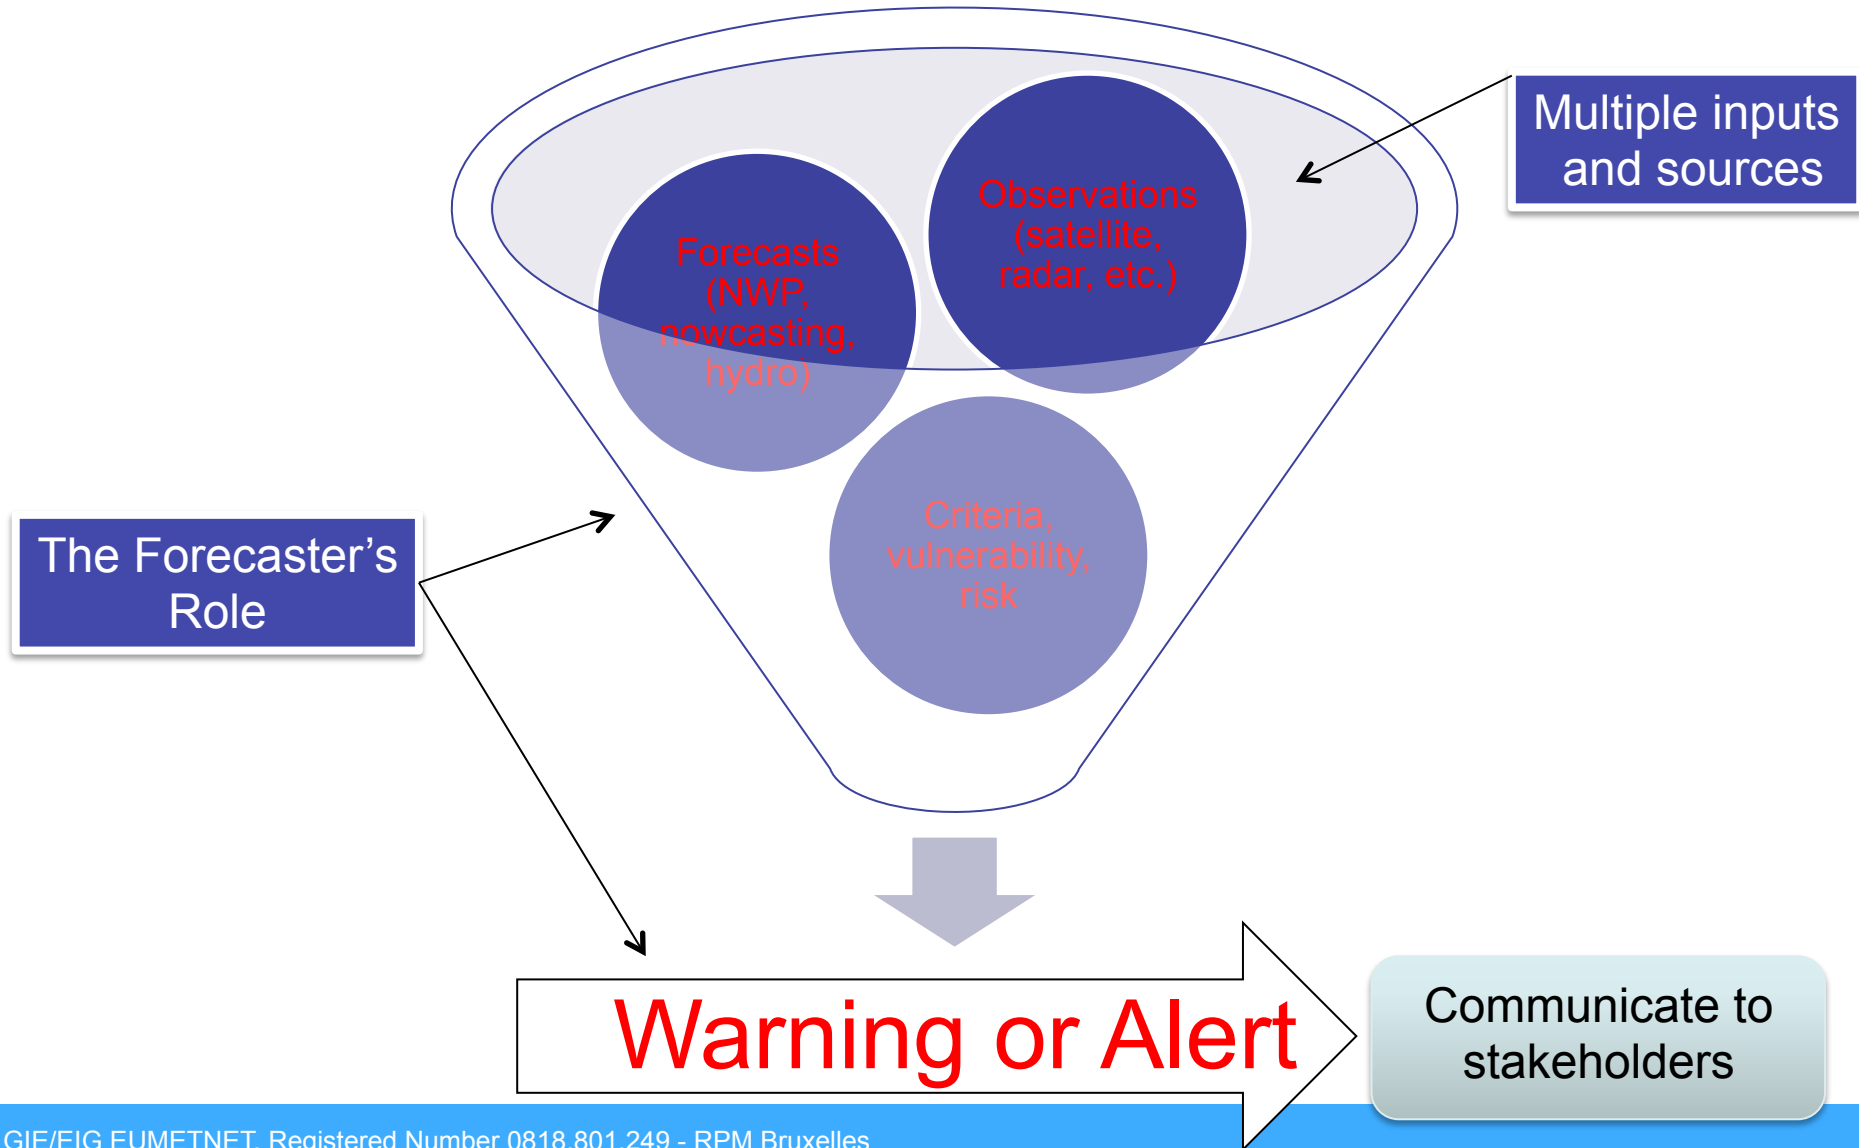 Multiple inputs
and sources
Observations
(satellite,
radar, etc.)
Forecasts
(NWP,
nowcasting,
hydro)
Criteria,
vulnerability,
risk
The Forecaster’s
Role
Warning or Alert
Communicate to
stakeholders
GIE/EIG EUMETNET, Registered Number 0818.801.249 - RPM Bruxelles